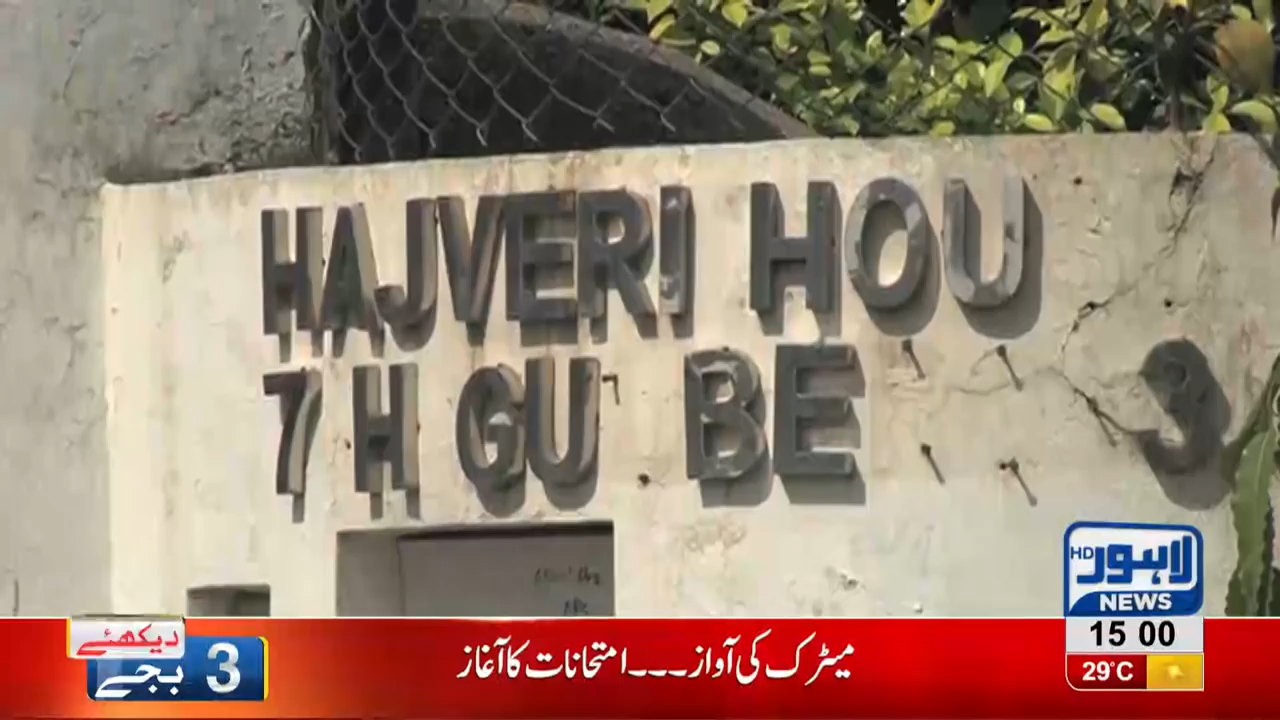 HAJVERI HOU
7 H GU BE 3
HD
لاہور
NEWS
15 00
29°C
دیکھئے
3 بجے
میٹرک کی آواز۔۔۔امتحانات کا آغاز